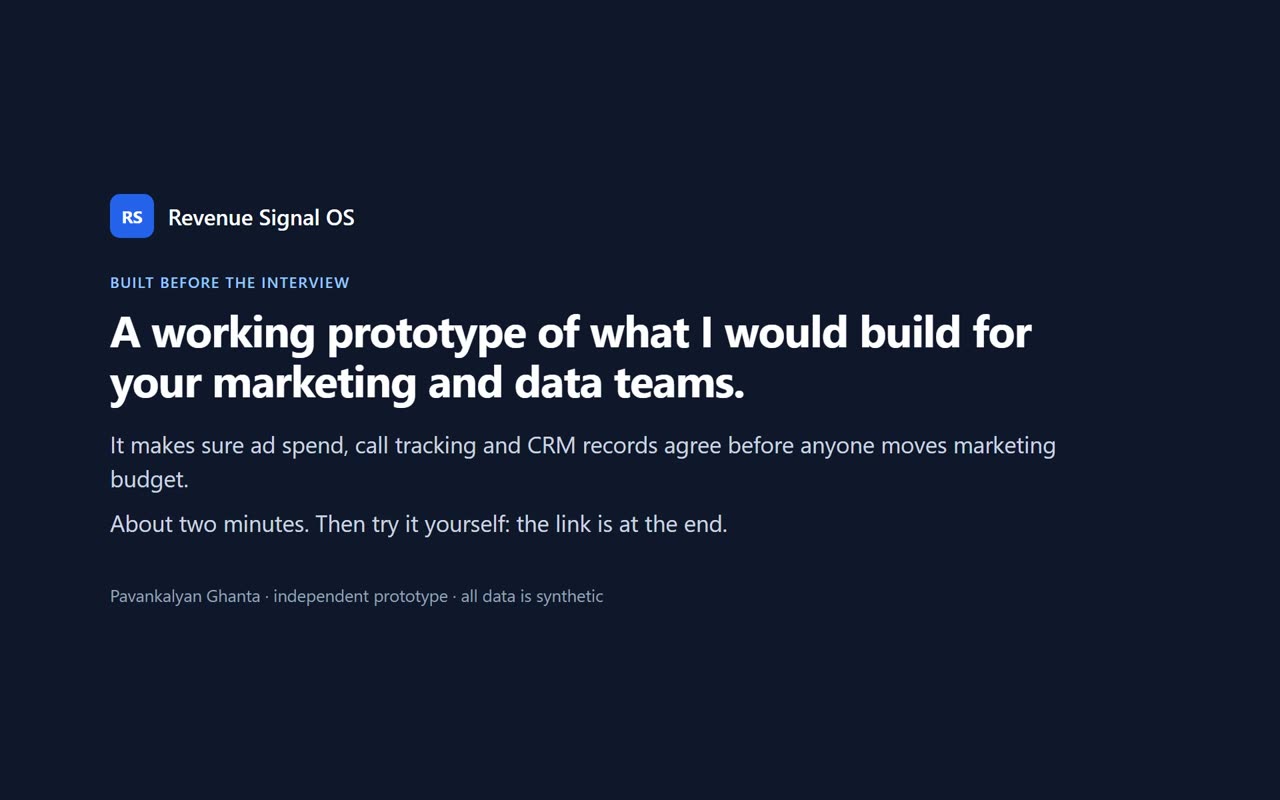 RS
Revenue Signal OS
BUILT BEFORE THE INTERVIEW
A working prototype of what I would build for
your marketing and data teams.
It makes sure ad spend, call tracking and CRM records agree before anyone moves marketing
budget.
About two minutes. Then try it yourself: the link is at the end.
Pavankalyan Ghanta · independent prototype · all data is synthetic